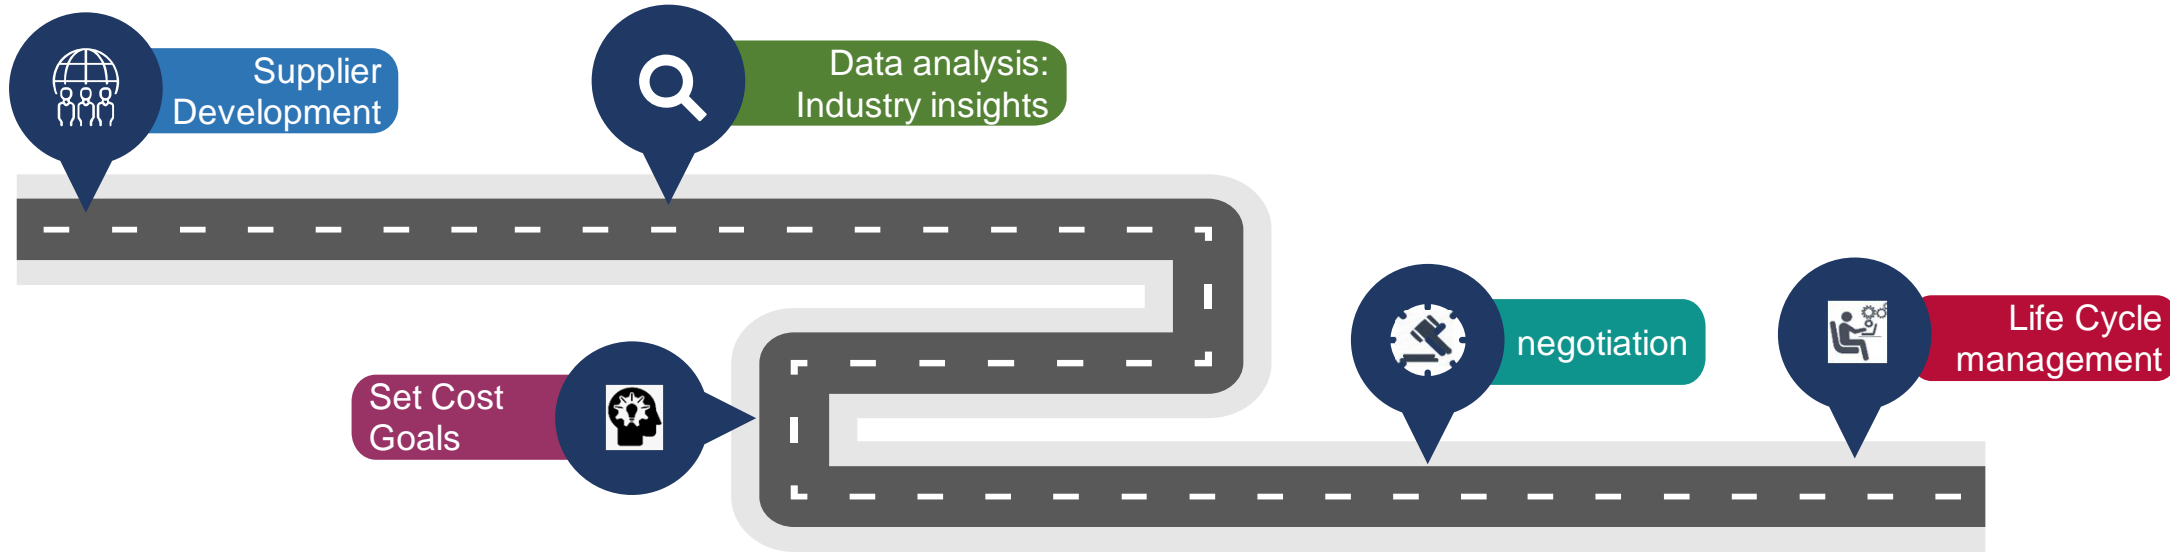 Supplier
Development
Data analysis:
Industry insights
Set Cost
Goals
negotiation
Life Cycle
management